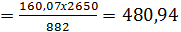 = 160,07x2650
882 = 480,94